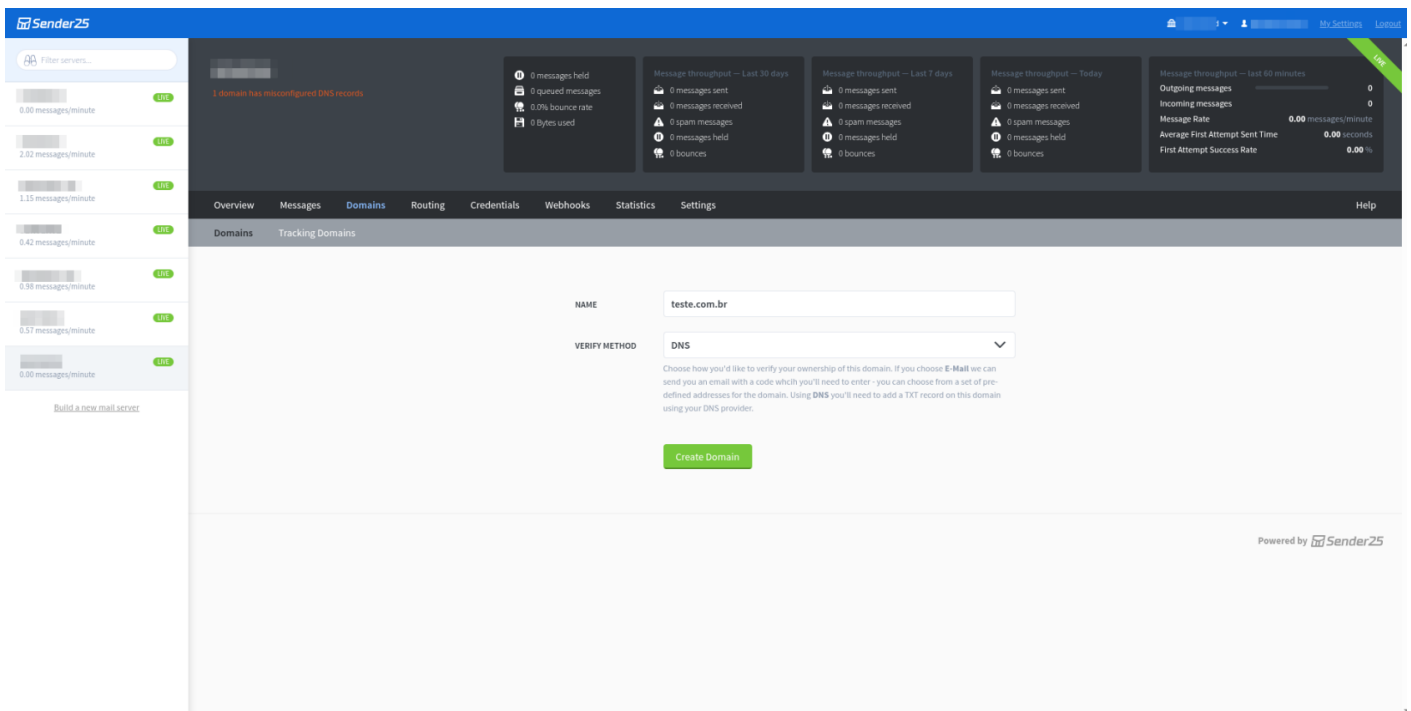 Sender25
My Settings Logout
Filter servers...
LIVE
0.00 messages/minute
LIVE
2.02 messages/minute
LIVE
1.15 messages/minute
LIVE
0.42 messages/minute
LIVE
0.98 messages/minute
LIVE
0.57 messages/minute
LIVE
0.00 messages/minute
Build a new mail server
1 domain has misconfigured DNS records
0 messages held
0 queued messages
0.0% bounce rate
0 Bytes used
Message throughput — Last 30 days
0 messages sent
0 messages received
0 spam messages
0 messages held
0 bounces
Message throughput — Last 7 days
0 messages sent
0 messages received
0 spam messages
0 messages held
0 bounces
Message throughput — Today
0 messages sent
0 messages received
0 spam messages
0 messages held
0 bounces
Message throughput — last 60 minutes
Outgoing messages 0
Incoming messages 0
Message Rate 0.00 messages/minute
Average First Attempt Sent Time 0.00 seconds
First Attempt Success Rate 0.00 %
LIVE
Overview Messages Domains Routing Credentials Webhooks Statistics Settings Help
Domains Tracking Domains
NAME teste.com.br
VERIFY METHOD DNS
Choose how you'd like to verify your ownership of this domain. If you choose E-Mail we can
send you an email with a code whcih you'll need to enter - you can choose from a set of pre-
defined addresses for the domain. Using DNS you'll need to add a TXT record on this domain
using your DNS provider.
Create Domain
Powered by Sender25